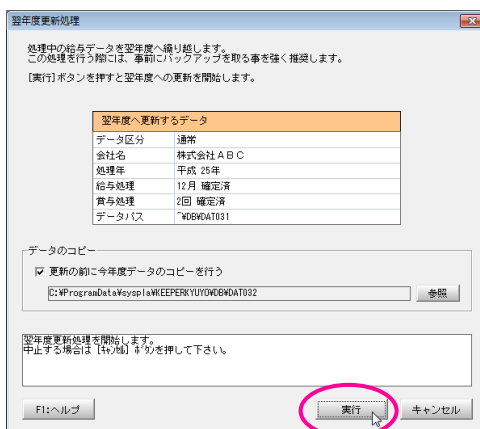 翌年度更新処理
処理中の給与データを翌年度へ繰り越します。
この処理を行う際には、事前にバックアップを取る事を強く推奨します。
[実行]ボタンを押すと翌年度への更新を開始します。
翌年度へ更新するデータ
データ区分 通常
会社名 株式会社ABC
処理年 平成 25年
給与処理 12月 確定済
賞与処理 2回 確定済
データパス ~¥DB¥DAT031
データのコピー
更新の前に今年度データのコピーを行う
C:¥ProgramData¥syspla¥KEEPERKYUYO¥DB¥DAT032
参照
翌年度更新処理を開始します。
中止する場合は [キャンセル] ボタンを押して下さい。
F1:ヘルプ 実行 キャンセル